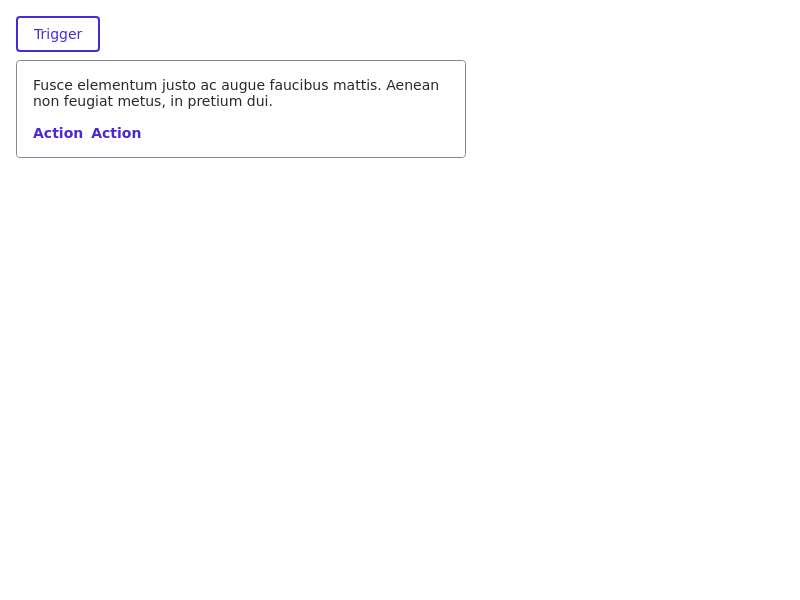 Trigger
Fusce elementum justo ac augue faucibus mattis. Aenean
non feugiat metus, in pretium dui.
Action Action